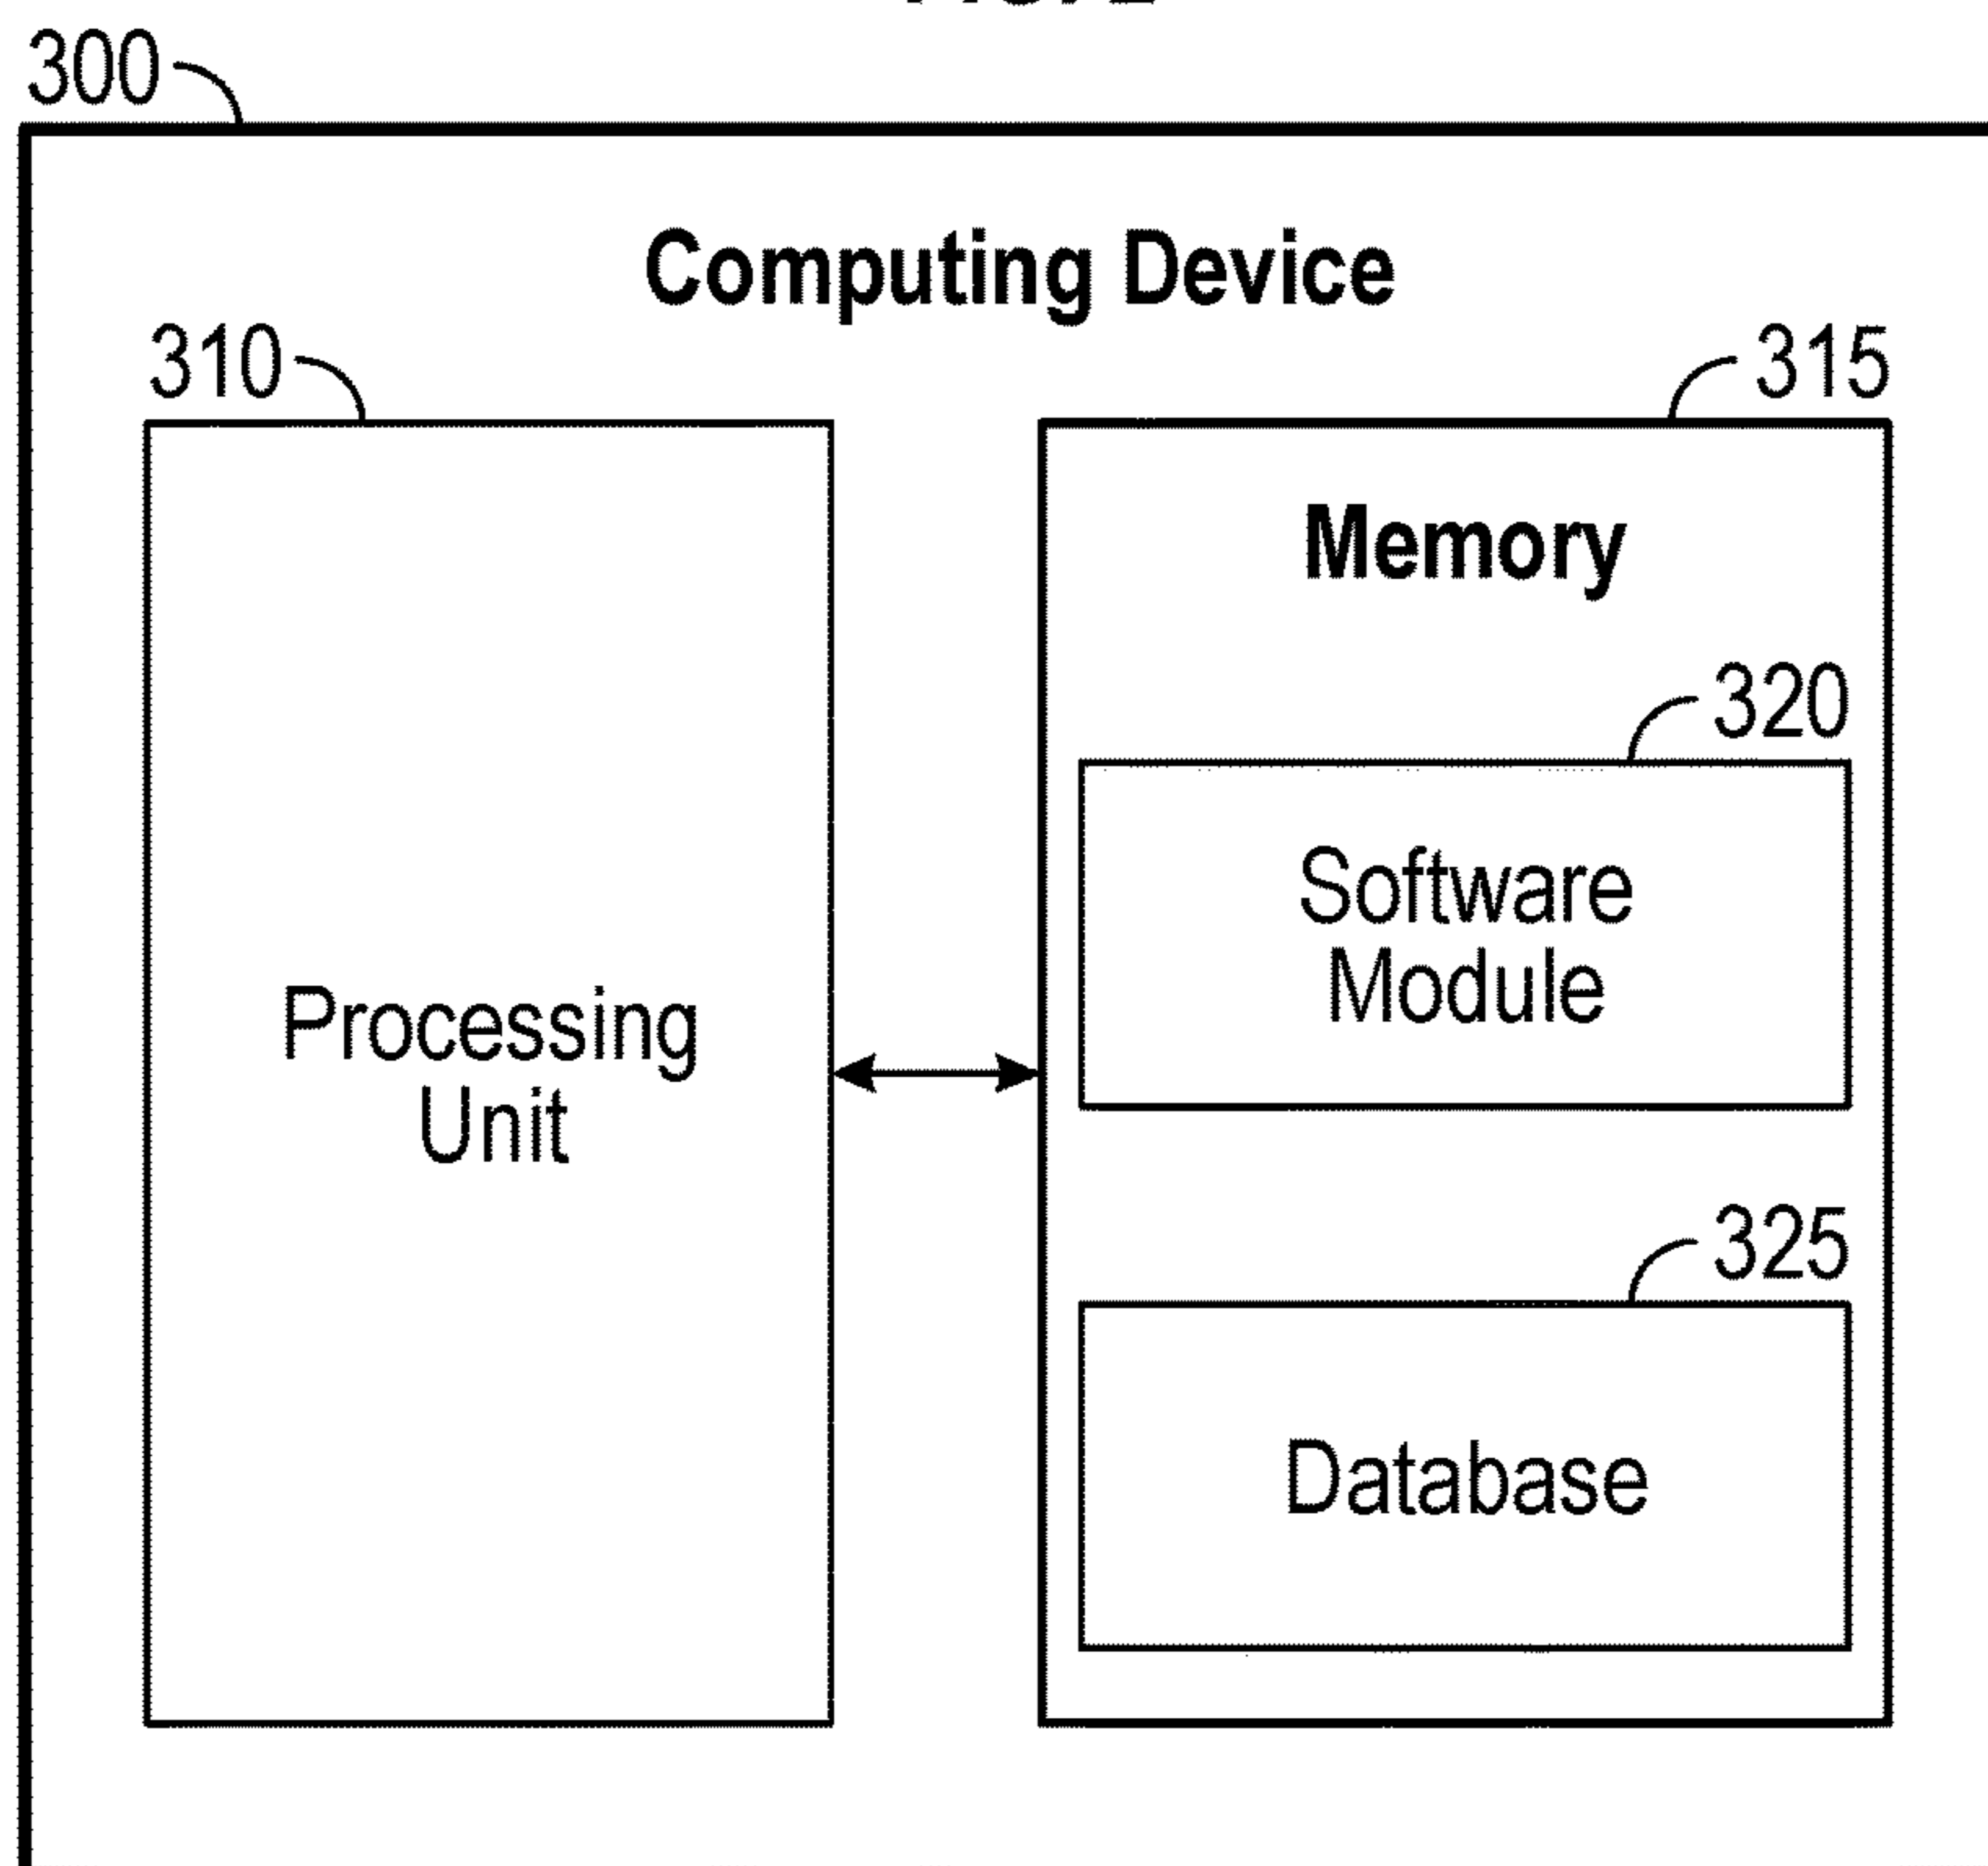 300
Computing Device
310
315
Memory
320
Software
Module
Processing
Unit
325
Database